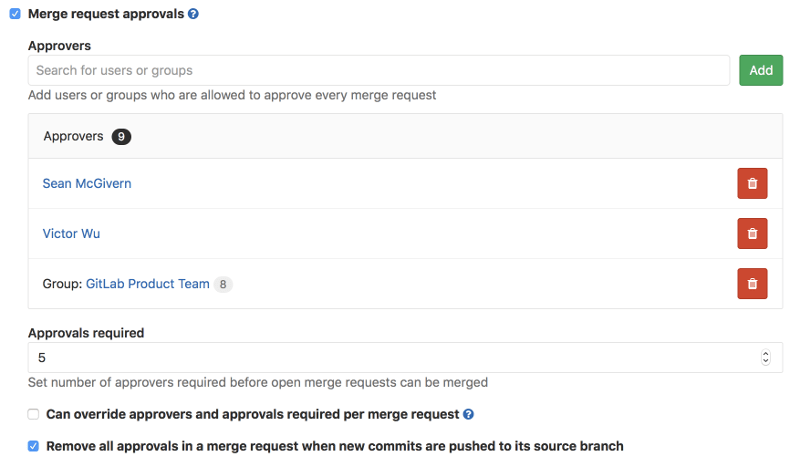 Merge request approvals
Approvers
Search for users or groups
Add
Add users or groups who are allowed to approve every merge request
Approvers 9
Sean McGivern
Victor Wu
Group: GitLab Product Team 8
Approvals required
5
Set number of approvers required before open merge requests can be merged
Can override approvers and approvals required per merge request
Remove all approvals in a merge request when new commits are pushed to its source branch